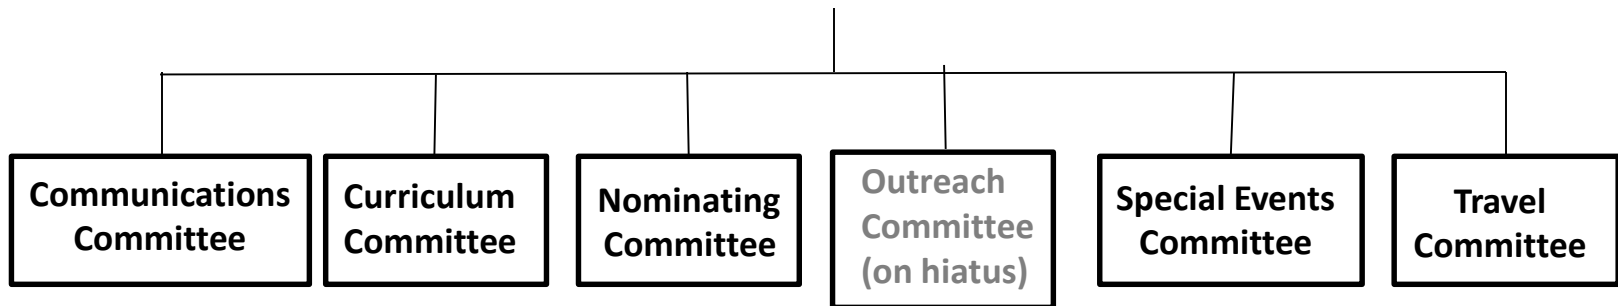 Communications
Committee
Curriculum
Committee
Nominating
Committee
Outreach
Committee
(on hiatus)
Special Events
Committee
Travel
Committee